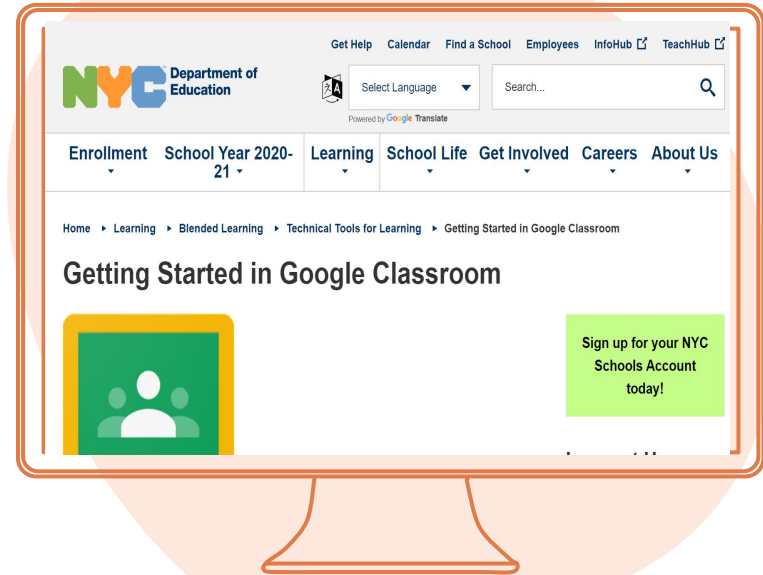 Get Help Calendar Find a School Employees InfoHub TeachHub
NYC Department of
Education
Select Language
Search...
Powered by Google Translate
Enrollment School Year 2020-
21 Learning School Life Get Involved Careers About Us
Home Learning Blended Learning Technical Tools for Learning Getting Started in Google Classroom
Getting Started in Google Classroom
Sign up for your NYC
Schools Account
today!